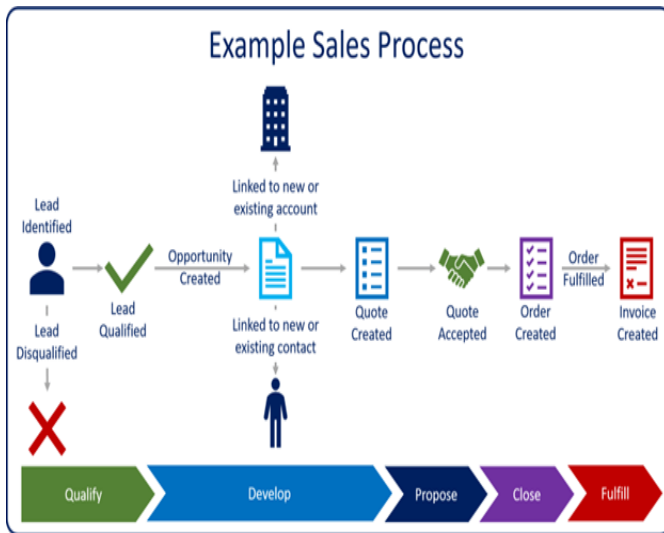 Example Sales Process
Lead
Identified
Lead
Disqualified
Lead
Qualified
Opportunity
Created
Linked to new or
existing account
Linked to new or
existing contact
Quote
Created
Quote
Accepted
Order
Created
Order
Fulfilled
Invoice
Created
Qualify
Develop
Propose
Close
Fulfill